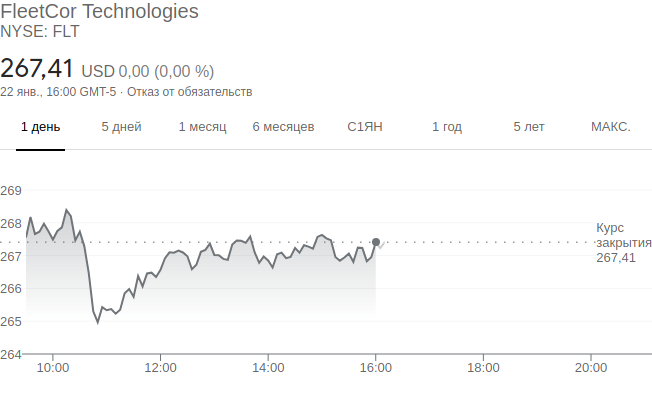 FleetCor Technologies
NYSE: FLT
267,41 USD 0,00 (0,00 %)
22 янв., 16:00 GMT-5 · Отказ от обязательств
1 день 5 дней 1 месяц 6 месяцев С1ЯН 1 год 5 лет МАКС.
269
268
267
266
265
264
Курс
закрытия
267,41
10:00 12:00 14:00 16:00 18:00 20:00